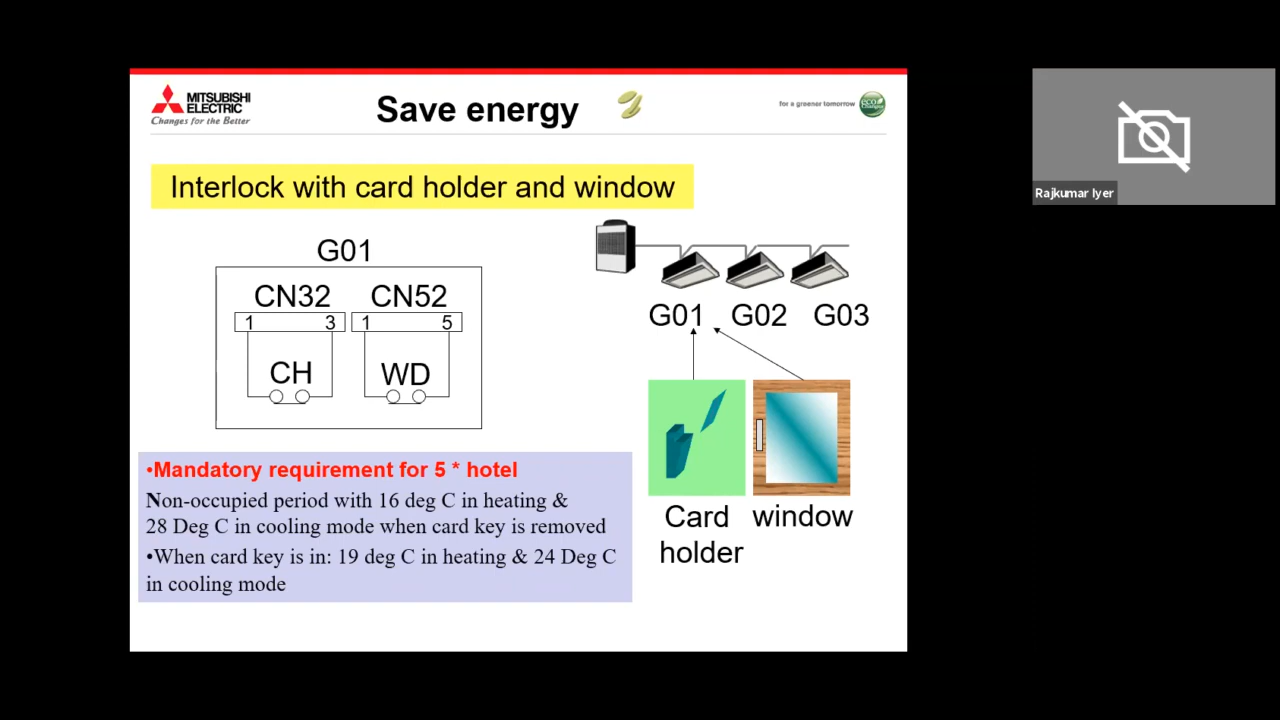 MITSUBISHI
ELECTRIC
Changes for the Better
Save energy
for a greener tomorrow
eco
Changes
Rajkumar Iyer
Interlock with card holder and window
G01
CN32 CN52
1 3 1 5
CH WD
G01 G02 G03
•Mandatory requirement for 5 * hotel
Non-occupied period with 16 deg C in heating &
28 Deg C in cooling mode when card key is removed
•When card key is in: 19 deg C in heating & 24 Deg C
in cooling mode
Card
holder
window